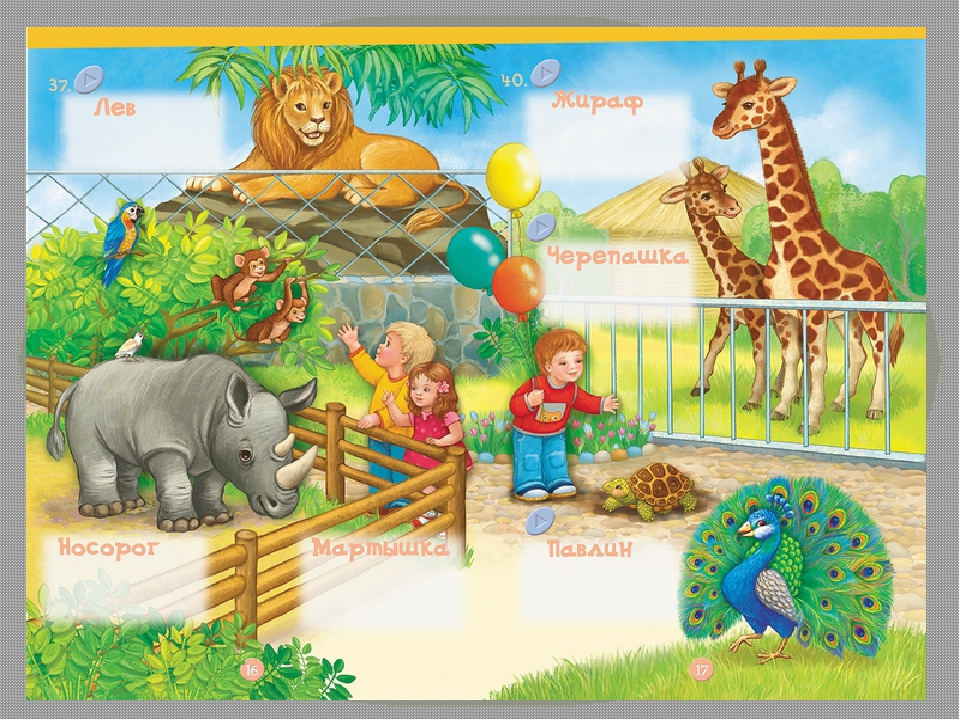 37.
Лев
40.
Жираф
Черепашка
Носорог
Мартышка
Павлин
16
17